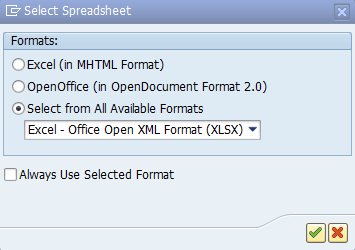 Select Spreadsheet
Formats:
Excel (in MHTML Format)
OpenOffice (in OpenDocument Format 2.0)
Select from All Available Formats
Excel - Office Open XML Format (XLSX)
Always Use Selected Format